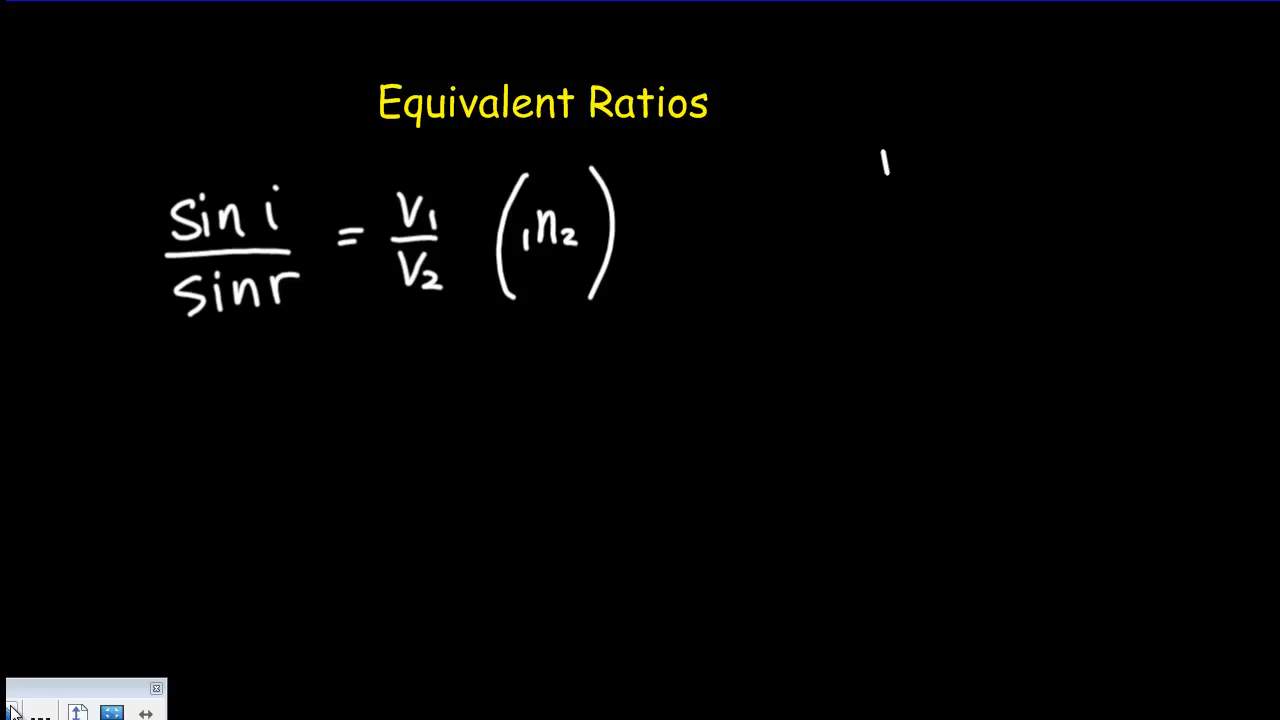 Equivalent Ratios
sin i / sin r = V₁ / V₂ (₁n₂)